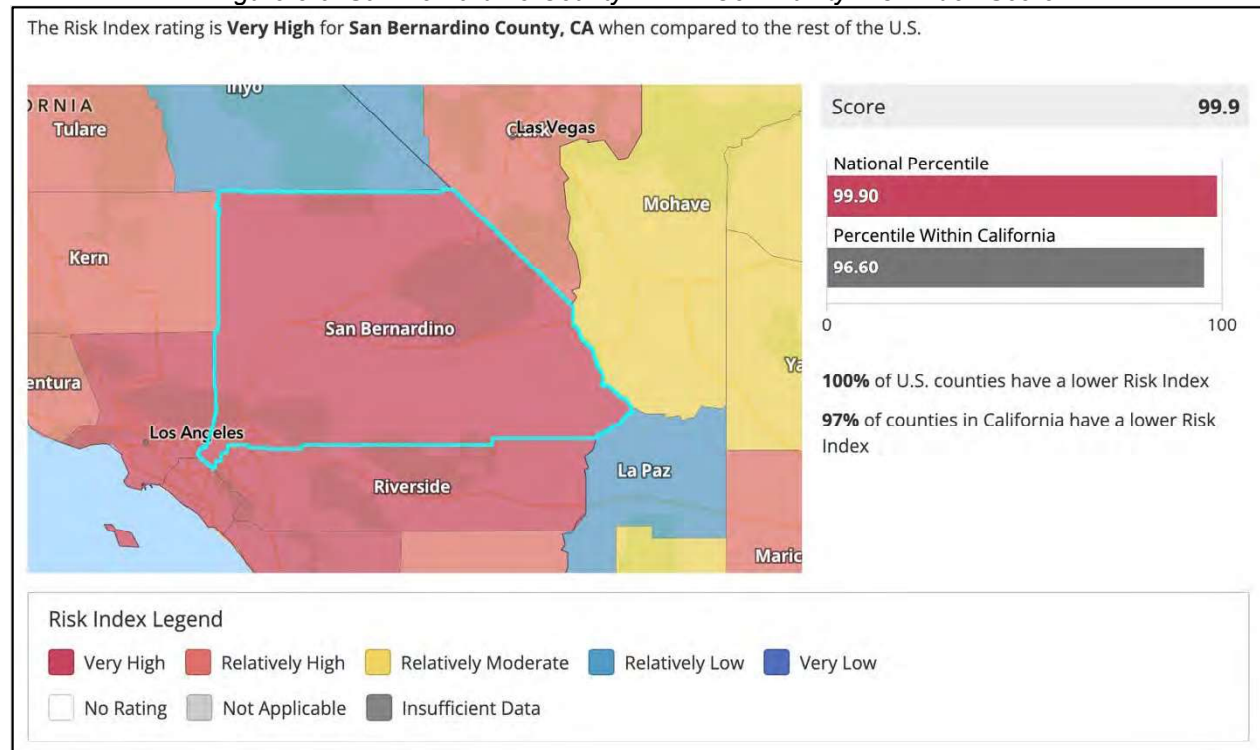 The Risk Index rating is Very High for San Bernardino County, CA when compared to the rest of the U.S.
Inyo
ORNIA
Tulare
Las Vegas
Mohave
Kern
San Bernardino
Ya
entura
Los Angeles
La Paz
Riverside
Maric
Score 99.9
National Percentile
99.90
Percentile Within California
96.60
0 100
100% of U.S. counties have a lower Risk Index
97% of counties in California have a lower Risk
Index
Risk Index Legend
Very High Relatively High Relatively Moderate Relatively Low Very Low
No Rating Not Applicable Insufficient Data